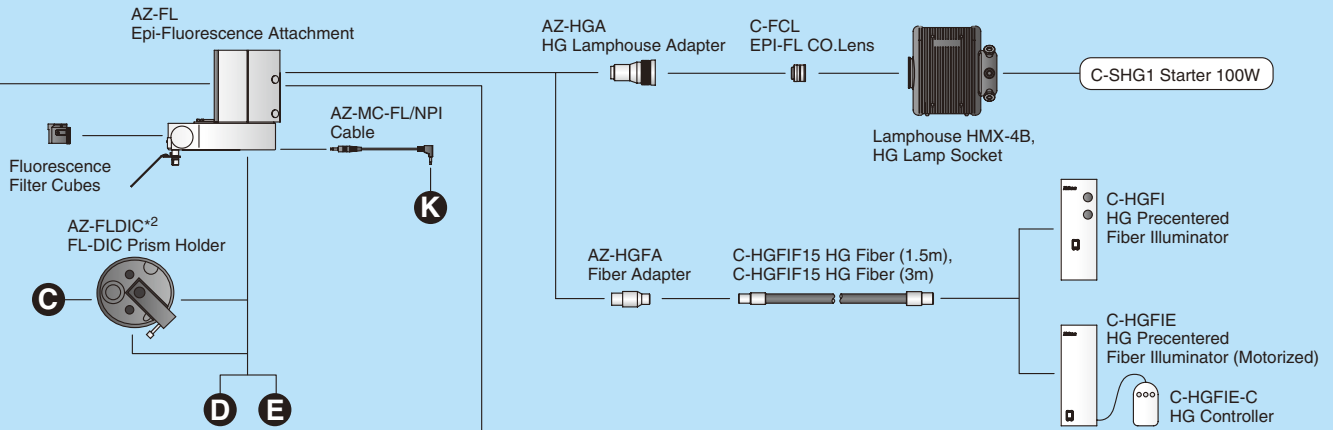 AZ-FL
Epi-Fluorescence Attachment
AZ-HGA
HG Lamphouse Adapter
C-FCL
EPI-FL CO.Lens
C-SHG1 Starter 100W
Lamphouse HMX-4B,
HG Lamp Socket
AZ-MC-FL/NPI
Cable
K
Fluorescence
Filter Cubes
AZ-FLDIC*2
FL-DIC Prism Holder
C
D
E
AZ-HGFA
Fiber Adapter
C-HGFIF15 HG Fiber (1.5m),
C-HGFIF15 HG Fiber (3m)
C-HGFI
HG Precentered
Fiber Illuminator
C-HGFIE
HG Precentered
Fiber Illuminator (Motorized)
C-HGFIE-C
HG Controller